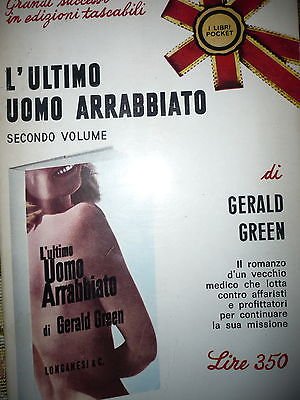 Grandi successi
in edizioni tascabili
I LIBRI
POCKET
L'ULTIMO
UOMO ARRABBIATO
SECONDO VOLUME
di
GERALD
GREEN
L'ultimo
Uomo
Arrabbiato
di Gerald Green
LONGANESI & C.
Il romanzo
d'un vecchio
medico che lotta
contro affaristi
e profittatori
per continuare
la sua missione
Lire 350